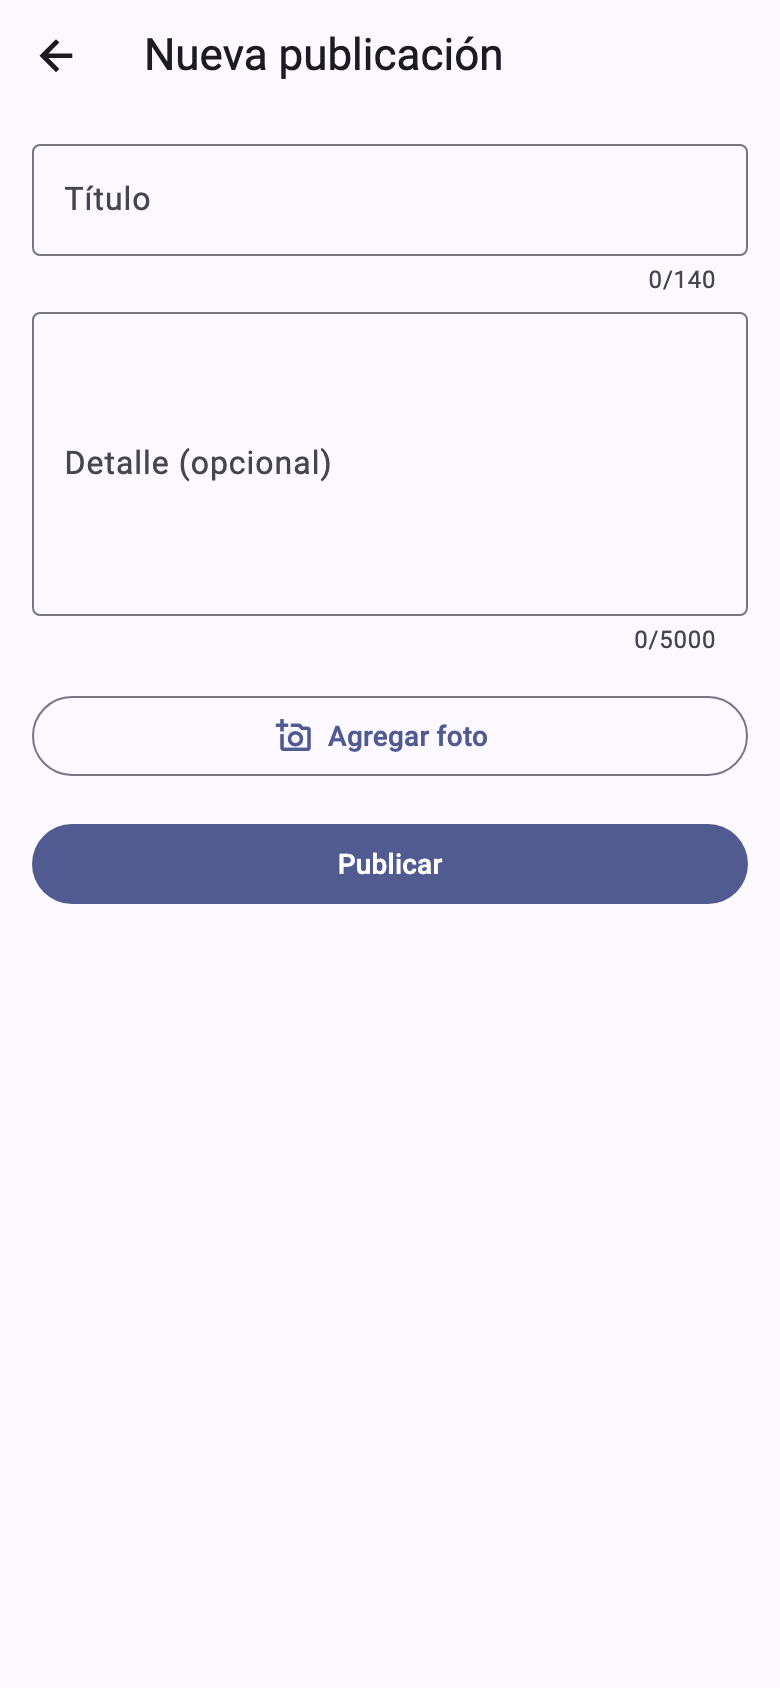 Nueva publicación
Título
0/140
Detalle (opcional)
0/5000
Agregar foto
Publicar